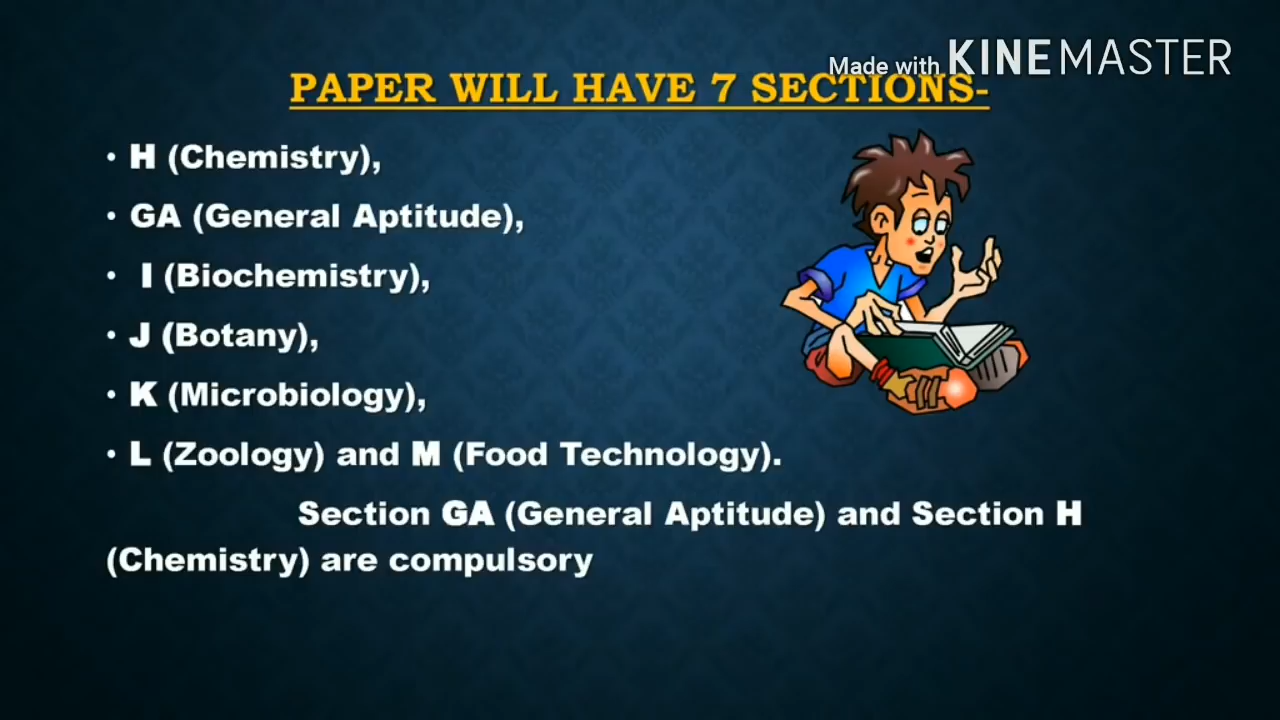 Made with KINEMASTER
PAPER WILL HAVE 7 SECTIONS-
• H (Chemistry),
• GA (General Aptitude),
• I (Biochemistry),
• J (Botany),
• K (Microbiology),
• L (Zoology) and M (Food Technology).
Section GA (General Aptitude) and Section H
(Chemistry) are compulsory